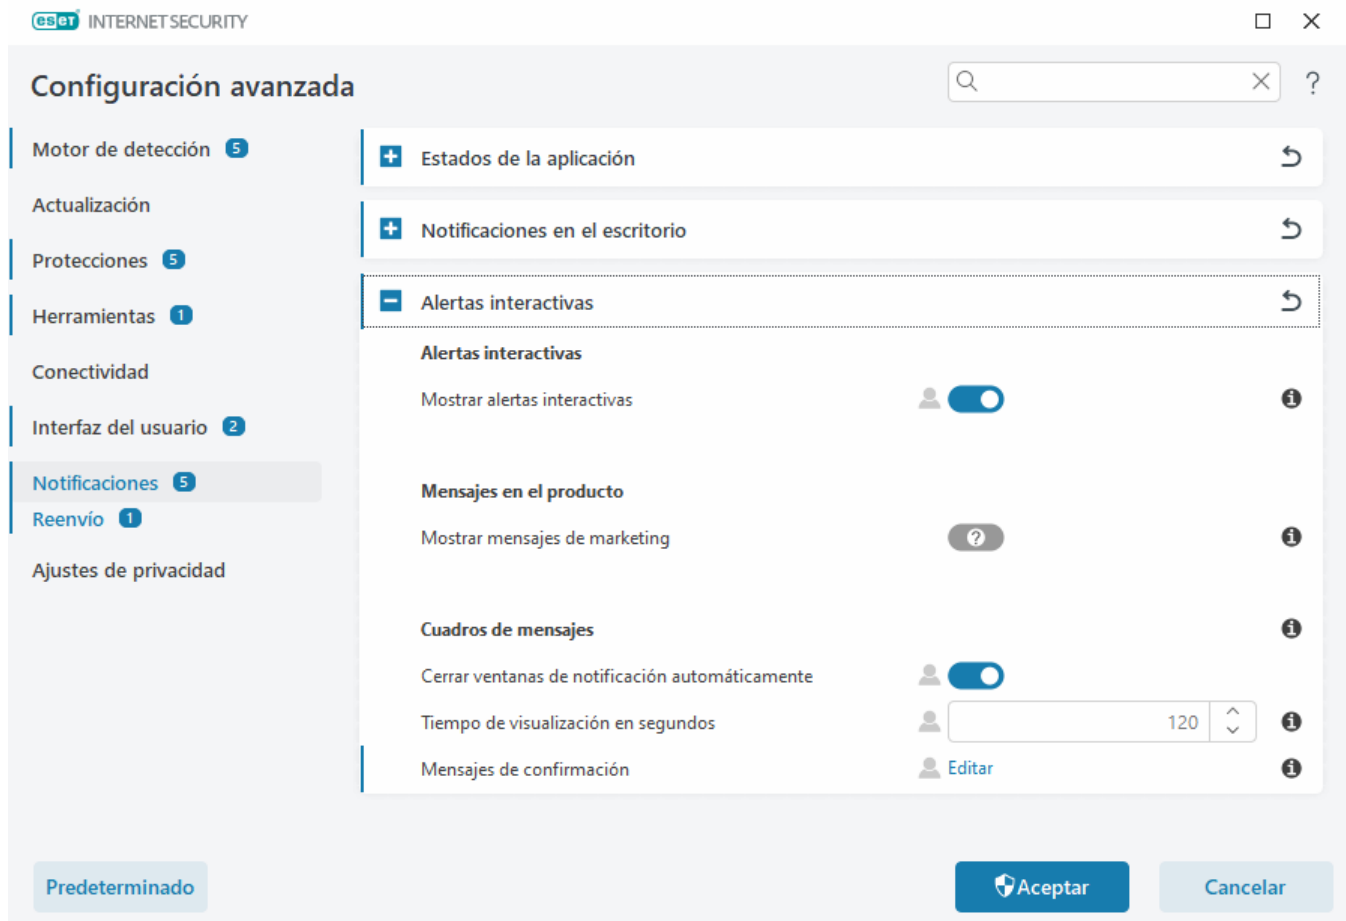 eset INTERNET SECURITY
Configuración avanzada
?
Motor de detección 5
Actualización
Protecciones 5
Herramientas 1
Conectividad
Interfaz del usuario 2
Notificaciones 5
Reenvío 1
Ajustes de privacidad
Estados de la aplicación
Notificaciones en el escritorio
Alertas interactivas
Alertas interactivas
Mostrar alertas interactivas
Mensajes en el producto
Mostrar mensajes de marketing ?
Cuadros de mensajes
Cerrar ventanas de notificación automáticamente
Tiempo de visualización en segundos 120
Mensajes de confirmación Editar
Predeterminado Aceptar Cancelar